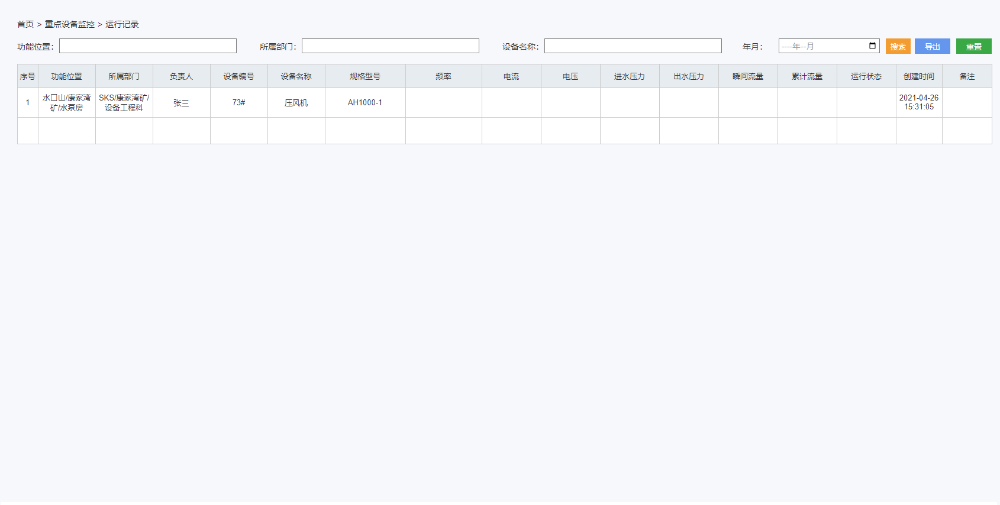 首页 > 重点设备监控 > 运行记录
功能位置： 所属部门： 设备名称： 年月： ----年--月 搜索 导出 重置
序号 功能位置 所属部门 负责人 设备编号 设备名称 规格型号 频率 电流 电压 进水压力 出水压力 瞬间流量 累计流量 运行状态 创建时间 备注
1 水口山/康家湾矿/水泵房 SKS/康家湾矿/设备工程科 张三 73# 压风机 AH1000-1 2021-04-26 15:31:05